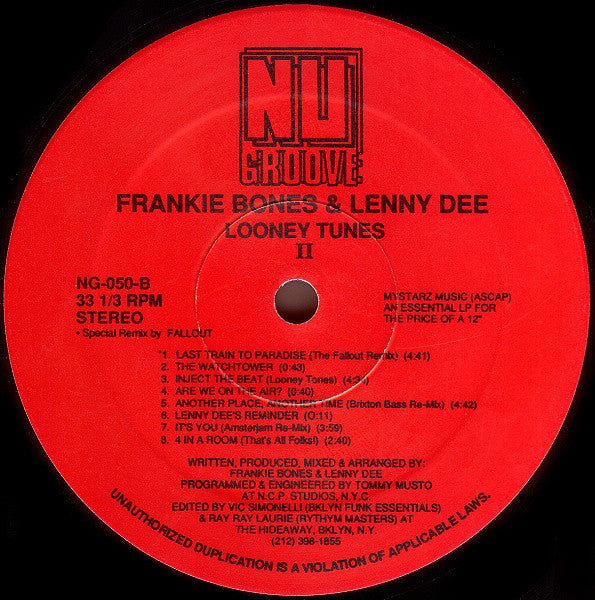 NU
GROOVE
FRANKIE BONES & LENNY DEE
LOONEY TUNES
II
NG-050-B
33 1/3 RPM
STEREO
• Special Remix by FALLOUT
MYSTARZ MUSIC (ASCAP)
AN ESSENTIAL LP FOR
THE PRICE OF A 12"
*1. LAST TRAIN TO PARADISE (The Fallout Remix) (4:41)
2. THE WATCHTOWER (0:43)
3. INJECT THE BEAT (Looney Tones)
4. ARE WE ON THE AIR? (0:40)
5. ANOTHER PLACE, ANOTHER TIME (Brixton Bass Re-Mix) (4:42)
6. LENNY DEE'S REMINDER (O:11)
7. IT'S YOU (Amsterjam Re-Mix) (3:59)
8. 4 IN A ROOM (That's All Folks!) (2:40)
WRITTEN, PRODUCED, MIXED & ARRANGED BY:
FRANKIE BONES & LENNY DEE
PROGRAMMED & ENGINEERED BY TOMMY MUSTO
AT N.C.P. STUDIOS, N.Y.C.
EDITED BY VIC SIMONELLI (BKLYN FUNK ESSENTIALS)
& RAY RAY LAURIE (RYTHYM MASTERS) AT
THE HIDEAWAY, BKLYN, N.Y.
(212) 398-1855
UNAUTHORIZED DUPLICATION IS A VIOLATION OF APPLICABLE LAWS.